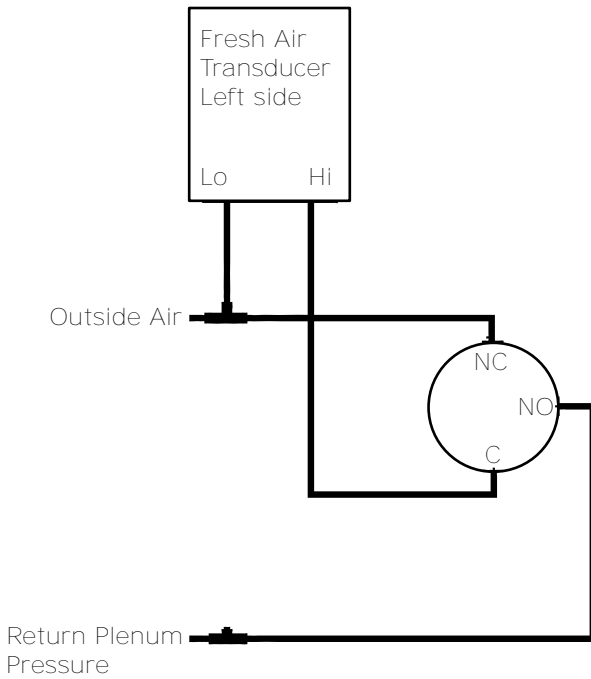 Fresh Air
Transducer
Left side
Lo
Hi
Outside Air
NC
NO
C
Return Plenum
Pressure